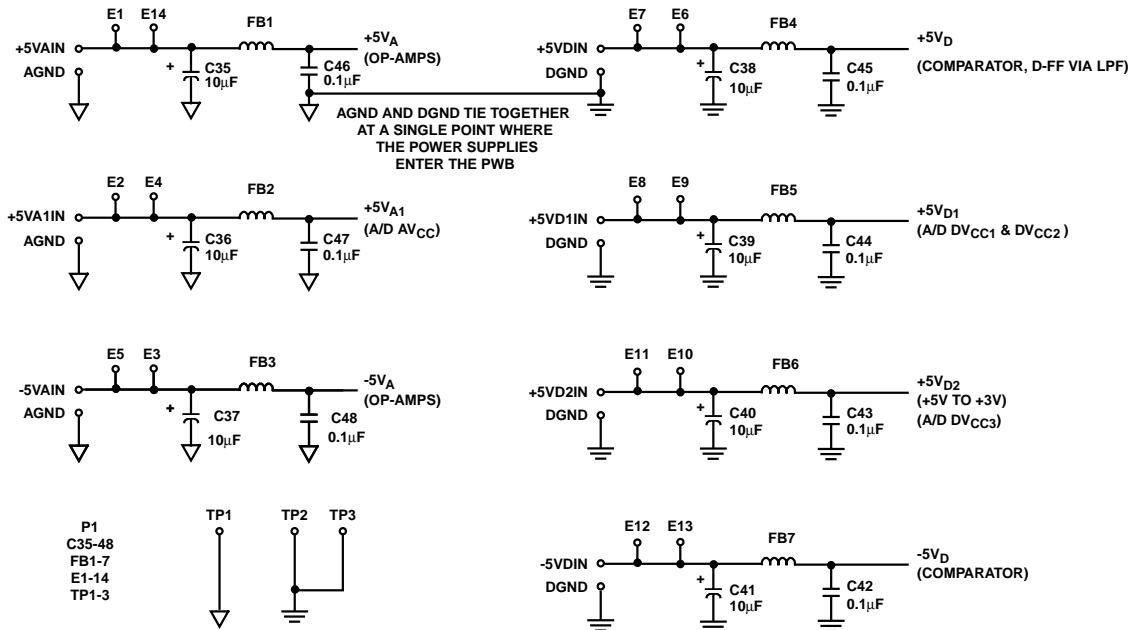 E1 E14 FB1
+5VAIN
+5VA
(OP-AMPS)
AGND
+ C35
10μF
C46
0.1μF
E7 E6 FB4
+5VDIN
+5VD
(COMPARATOR, D-FF VIA LPF)
DGND
+ C38
10μF
C45
0.1μF
AGND AND DGND TIE TOGETHER
AT A SINGLE POINT WHERE
THE POWER SUPPLIES
ENTER THE PWB
E2 E4 FB2
+5VA1IN
+5VA1
(A/D AVCC)
AGND
+ C36
10μF
C47
0.1μF
E8 E9 FB5
+5VD1IN
+5VD1
(A/D DVCC1 & DVCC2 )
DGND
+ C39
10μF
C44
0.1μF
E5 E3 FB3
-5VAIN
-5VA
(OP-AMPS)
AGND
+ C37
10μF
C48
0.1μF
E11 E10 FB6
+5VD2IN
+5VD2
(+5V TO +3V)
(A/D DVCC3)
DGND
+ C40
10μF
C43
0.1μF
P1
C35-48
FB1-7
E1-14
TP1-3
TP1 TP2 TP3
E12 E13 FB7
-5VDIN
-5VD
(COMPARATOR)
DGND
+ C41
10μF
C42
0.1μF